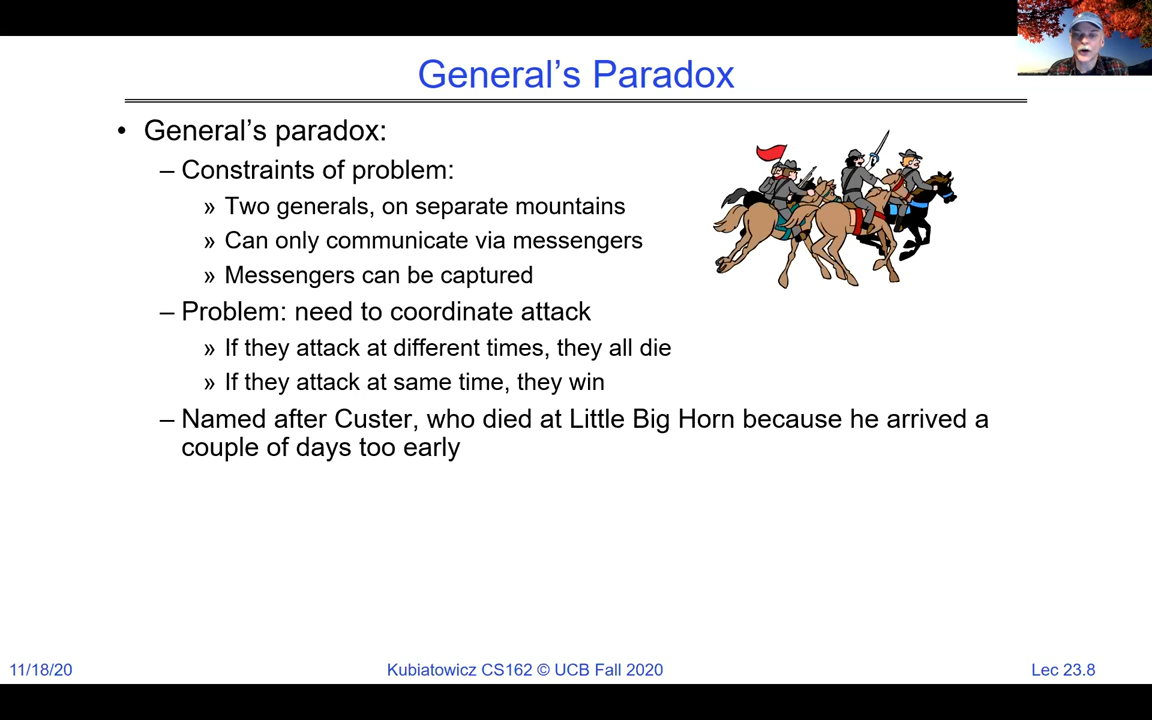 General’s Paradox
• General’s paradox:
– Constraints of problem:
» Two generals, on separate mountains
» Can only communicate via messengers
» Messengers can be captured
– Problem: need to coordinate attack
» If they attack at different times, they all die
» If they attack at same time, they win
– Named after Custer, who died at Little Big Horn because he arrived a
couple of days too early
11/18/20
Kubiatowicz CS162 © UCB Fall 2020
Lec 23.8